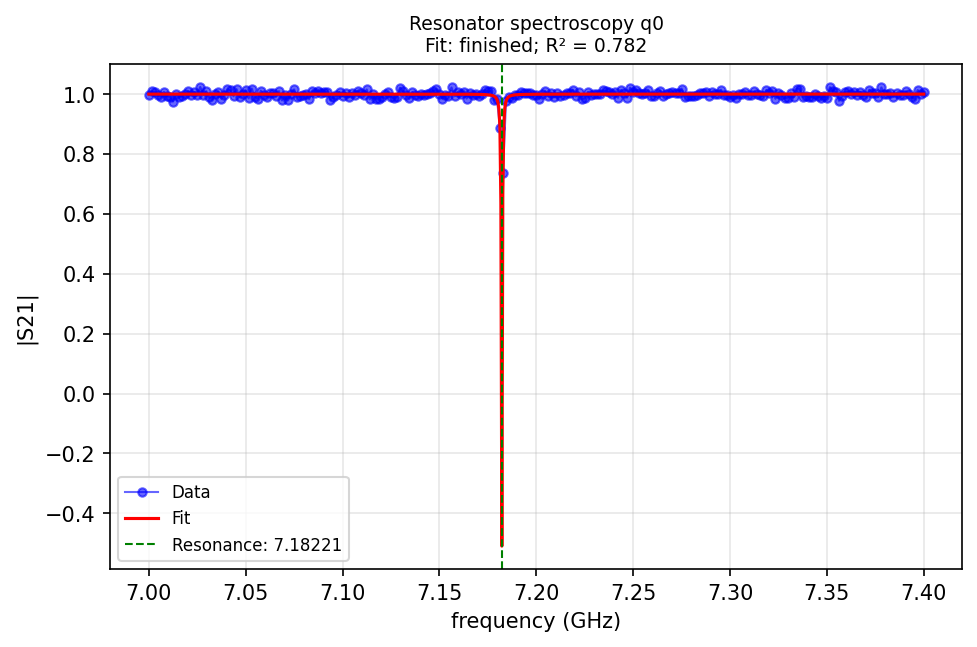 Resonator spectroscopy q0
Fit: finished; R² = 0.782
|S21|
1.0
0.8
0.6
0.4
0.2
0.0
−0.2
−0.4
Data
Fit
Resonance: 7.18221
7.00 7.05 7.10 7.15 7.20 7.25 7.30 7.35 7.40
frequency (GHz)